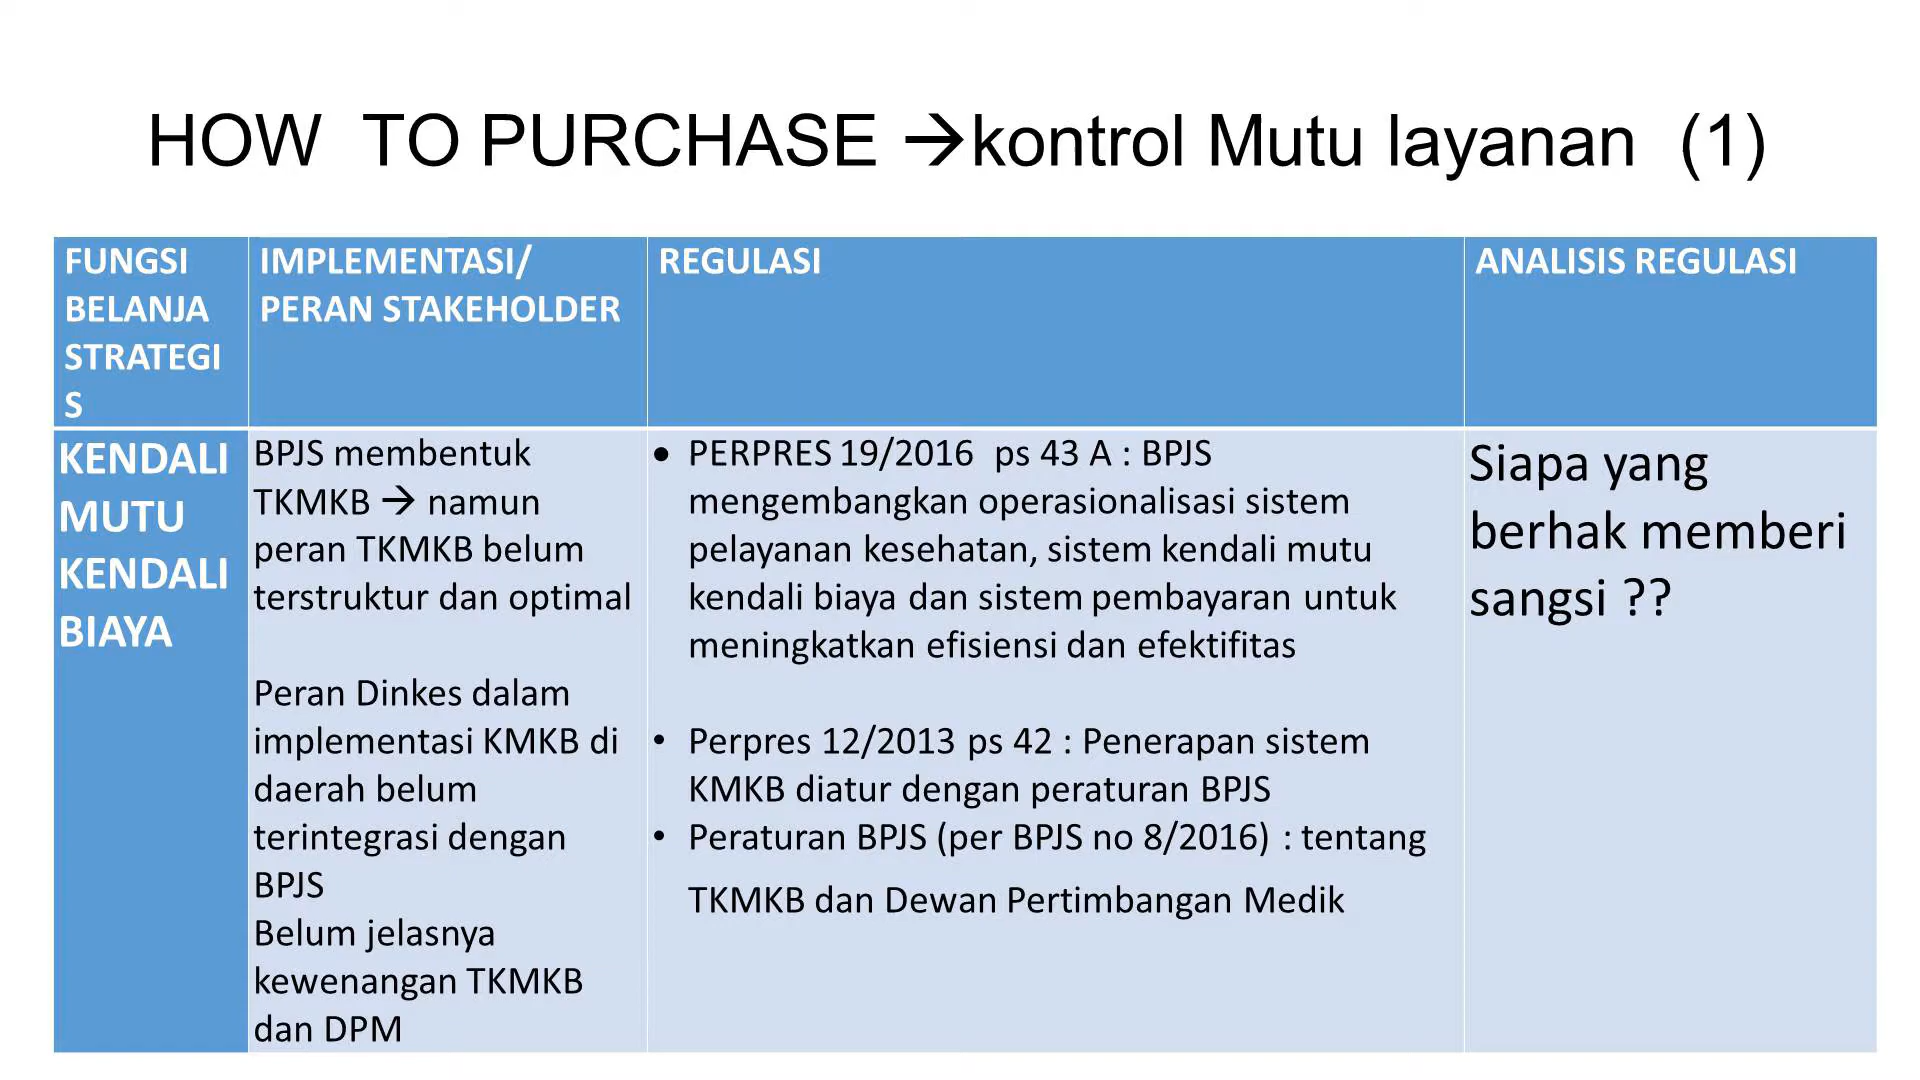 HOW TO PURCHASE →kontrol Mutu layanan (1)
FUNGSI
BELANJA
STRATEGI
S
IMPLEMENTASI/
PERAN STAKEHOLDER
REGULASI
ANALISIS REGULASI
KENDALI
MUTU
KENDALI
BIAYA
BPJS membentuk
TKMKB → namun
peran TKMKB belum
terstruktur dan optimal
Peran Dinkes dalam
implementasi KMKB di
daerah belum
terintegrasi dengan
BPJS
Belum jelasnya
kewenangan TKMKB
dan DPM
• PERPRES 19/2016 ps 43 A : BPJS
mengembangkan operasionalisasi sistem
pelayanan kesehatan, sistem kendali mutu
kendali biaya dan sistem pembayaran untuk
meningkatkan efisiensi dan efektifitas
• Perpres 12/2013 ps 42 : Penerapan sistem
KMKB diatur dengan peraturan BPJS
• Peraturan BPJS (per BPJS no 8/2016) : tentang
TKMKB dan Dewan Pertimbangan Medik
Siapa yang
berhak memberi
sangsi ??